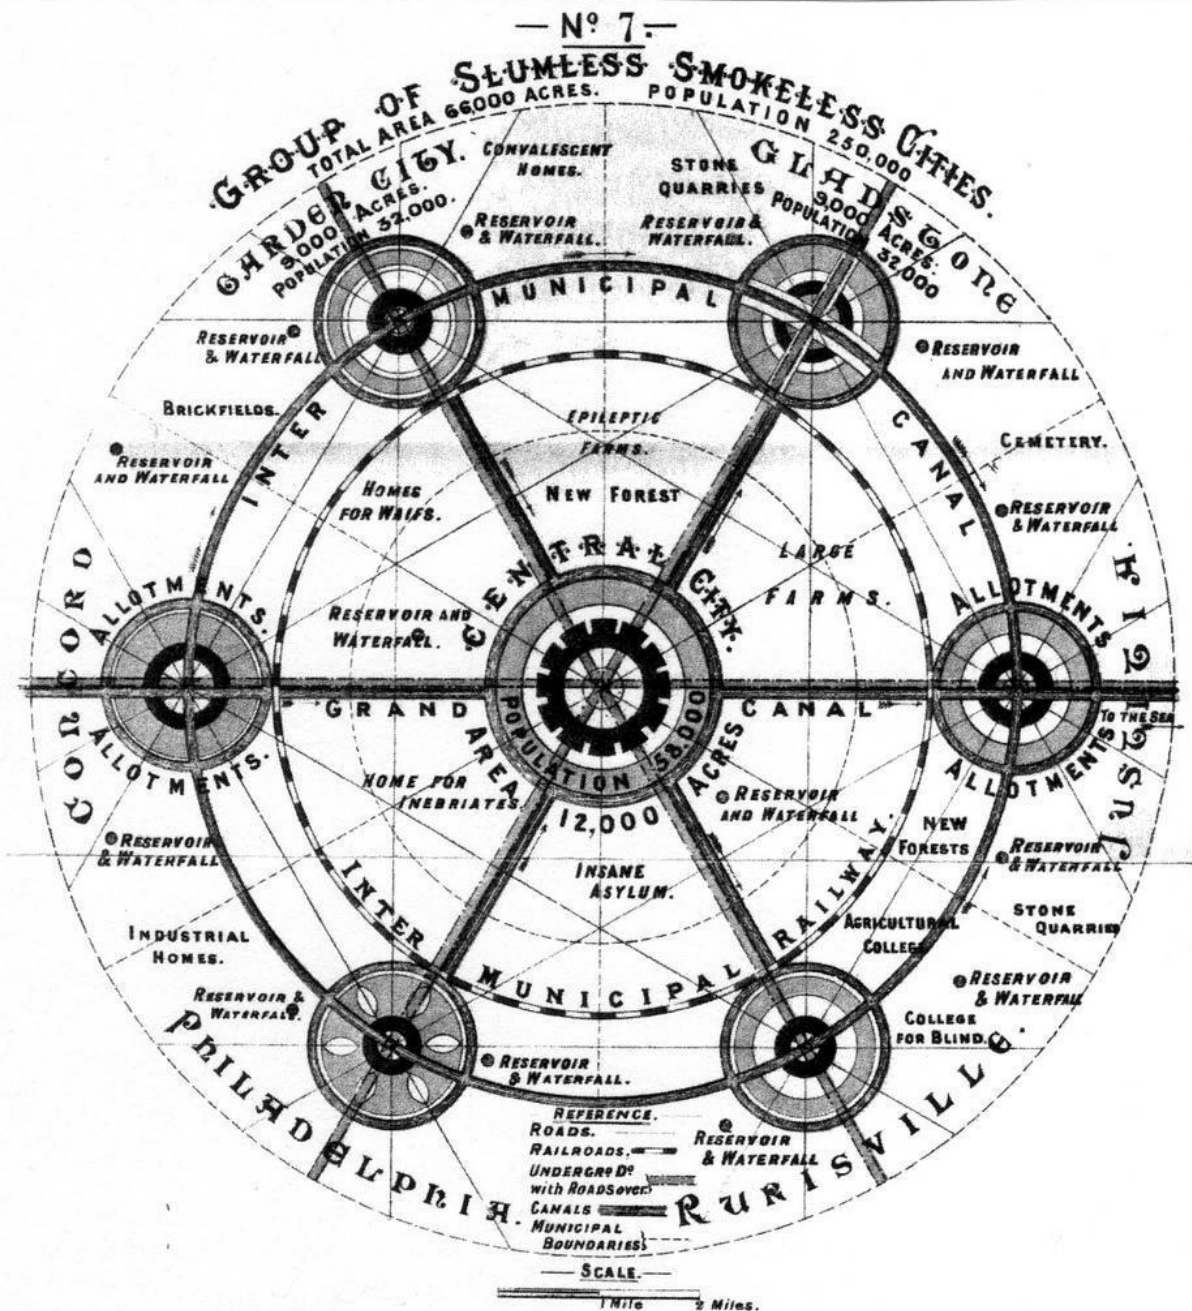 — Nº 7. —
GROUP OF SLUMLESS SMOKELESS CITIES.
TOTAL AREA 66,000 ACRES. POPULATION 250,000
GARDEN CITY.
9,000 ACRES.
POPULATION 32,000.
CONVALESCENT
HOMES.
STONE
QUARRIES
GLADSTONE
9,000 ACRES.
POPULATION 32,000
RESERVOIR
& WATERFALL.
RESERVOIR &
WATERFALL.
INTER MUNICIPAL CANAL
RESERVOIR
& WATERFALL
RESERVOIR
AND WATERFALL
BRICKFIELDS.
EPILEPTIC
FARMS.
CEMETERY.
RESERVOIR
AND WATERFALL
HOMES
FOR WAIFS.
NEW FOREST
RESERVOIR
& WATERFALL
LARGE
FARMS.
CENTRAL CITY.
CONCORD
ALLOTMENTS.
RESERVOIR AND
WATERFALL.
ALLOTMENTS
JUSTITIA
GRAND CANAL
TO THE SEA
POPULATION 58,000
AREA 12,000 ACRES
ALLOTMENTS.
ALLOTMENTS
HOME FOR
INEBRIATES.
RESERVOIR
AND WATERFALL
NEW
FORESTS
RESERVOIR
& WATERFALL
RESERVOIR
& WATERFALL
INSANE
ASYLUM.
INTER MUNICIPAL RAILWAY.
AGRICULTURAL
COLLEGE
STONE
QUARRIES
INDUSTRIAL
HOMES.
RESERVOIR
& WATERFALL
RESERVOIR &
WATERFALL.
COLLEGE
FOR BLIND.
RESERVOIR
& WATERFALL.
PHILADELPHIA.
RURISVILLE
RESERVOIR
& WATERFALL
REFERENCE.
ROADS.
RAILROADS.
UNDERGRDº
with ROADS over
CANALS
MUNICIPAL
BOUNDARIES
— SCALE. —
1 Mile 2 Miles.